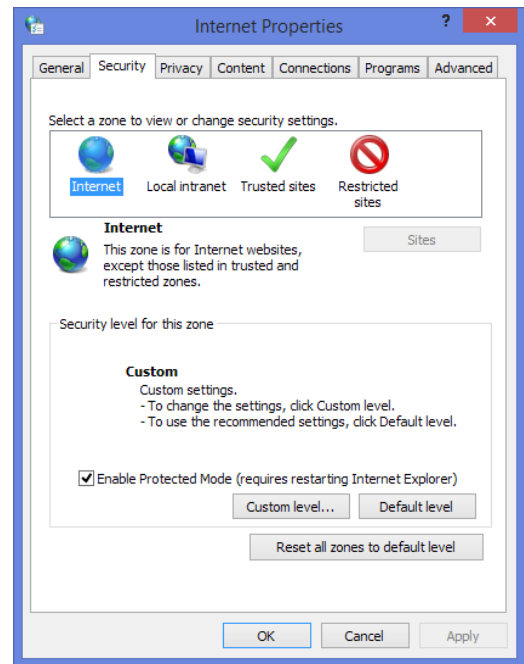 Internet Properties
?
General Security Privacy Content Connections Programs Advanced
Select a zone to view or change security settings.
Internet Local intranet Trusted sites Restricted
sites
Internet
Sites
This zone is for Internet websites,
except those listed in trusted and
restricted zones.
Security level for this zone
Custom
Custom settings.
- To change the settings, click Custom level.
- To use the recommended settings, click Default level.
Enable Protected Mode (requires restarting Internet Explorer)
Custom level... Default level
Reset all zones to default level
OK Cancel Apply